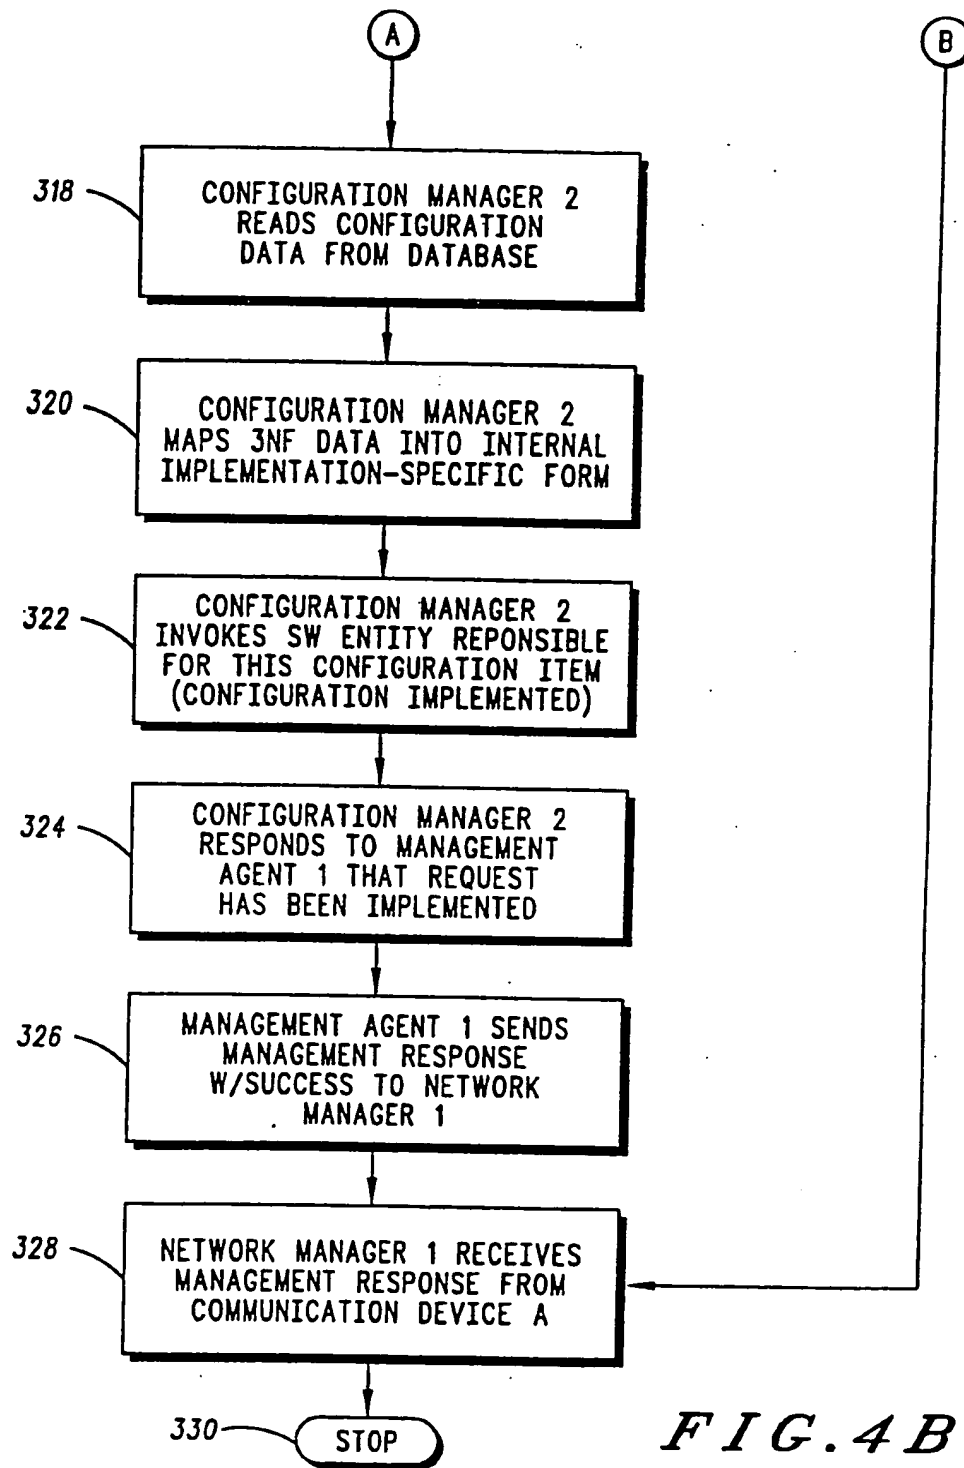 A
B
318
CONFIGURATION MANAGER 2
READS CONFIGURATION
DATA FROM DATABASE
320
CONFIGURATION MANAGER 2
MAPS 3NF DATA INTO INTERNAL
IMPLEMENTATION-SPECIFIC FORM
322
CONFIGURATION MANAGER 2
INVOKES SW ENTITY REPONSIBLE
FOR THIS CONFIGURATION ITEM
(CONFIGURATION IMPLEMENTED)
324
CONFIGURATION MANAGER 2
RESPONDS TO MANAGEMENT
AGENT 1 THAT REQUEST
HAS BEEN IMPLEMENTED
326
MANAGEMENT AGENT 1 SENDS
MANAGEMENT RESPONSE
W/SUCCESS TO NETWORK
MANAGER 1
328
NETWORK MANAGER 1 RECEIVES
MANAGEMENT RESPONSE FROM
COMMUNICATION DEVICE A
330
STOP
FIG.4B